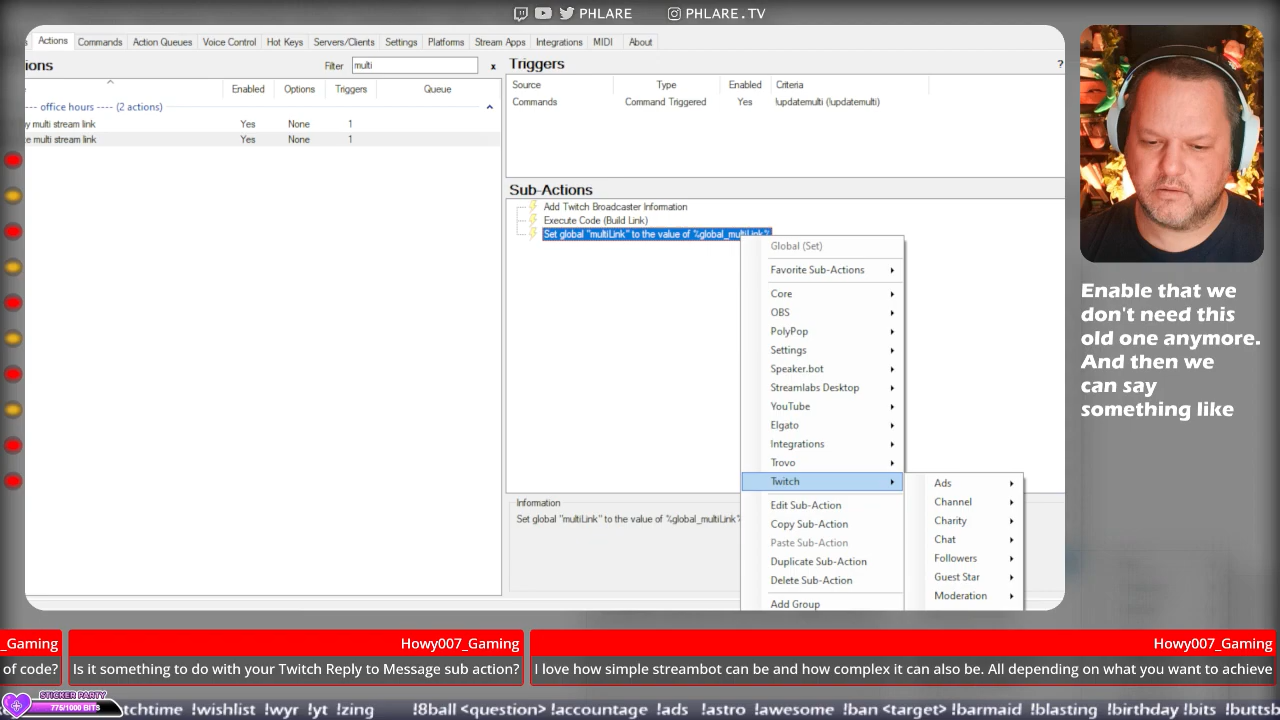 PHLARE PHLARE.TV
Actions Commands Action Queues Voice Control Hot Keys Servers/Clients Settings Platforms Stream Apps Integrations MIDI About
ions Filter multi x
Enabled Options Triggers Queue
---- office hours ---- (2 actions)
y multi stream link Yes None 1
e multi stream link Yes None 1
Triggers ?
Source Type Enabled Criteria
Commands Command Triggered Yes !updatemulti (!updatemulti)
Sub-Actions
Add Twitch Broadcaster Information
Execute Code (Build Link)
Set global "multiLink" to the value of '%global_multiLink%'
Global (Set)
Favorite Sub-Actions
Core
OBS
PolyPop
Settings
Speaker.bot
Streamlabs Desktop
YouTube
Elgato
Integrations
Trovo
Twitch
Edit Sub-Action
Copy Sub-Action
Paste Sub-Action
Duplicate Sub-Action
Delete Sub-Action
Add Group
Ads
Channel
Charity
Chat
Followers
Guest Star
Moderation
Information
Set global "multiLink" to the value of '%global_multiLink%'
Enable that we
don't need this
old one anymore.
And then we
can say
something like
_Gaming
of code?
Howy007_Gaming
Is it something to do with your Twitch Reply to Message sub action?
Howy007_Gaming
I love how simple streambot can be and how complex it can also be. All depending on what you want to achieve
STICKER PARTY
775/1000 BITS
tchtime !wishlist !wyr !yt !zing !8ball <question> !accountage !ads !astro !awesome !ban <target> !barmaid !blasting !birthday !bits !buttsb